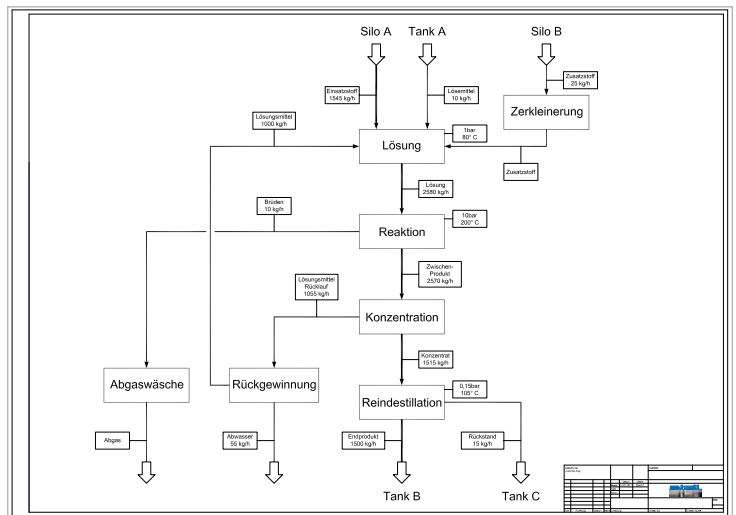 Silo A
Tank A
Silo B
Zusatzstoff
25 kg/h
Einsatzstoff
1545 kg/h
Lösemittel
10 kg/h
Zerkleinerung
Lösungsmittel
1000 kg/h
1bar
80° C
Lösung
Zusatzstoff
Lösung
2580 kg/h
Brüden
10 kg/h
10bar
200° C
Reaktion
Zwischen-
Produkt
2570 kg/h
Lösungsmittel
Rücklauf
1055 kg/h
Konzentration
Konzentrat
1515 kg/h
Abgaswäsche
Rückgewinnung
0,15bar
105° C
Reindestillation
Abgas
Abwasser
55 kg/h
Endprodukt
1500 kg/h
Rückstand
15 kg/h
Tank B
Tank C